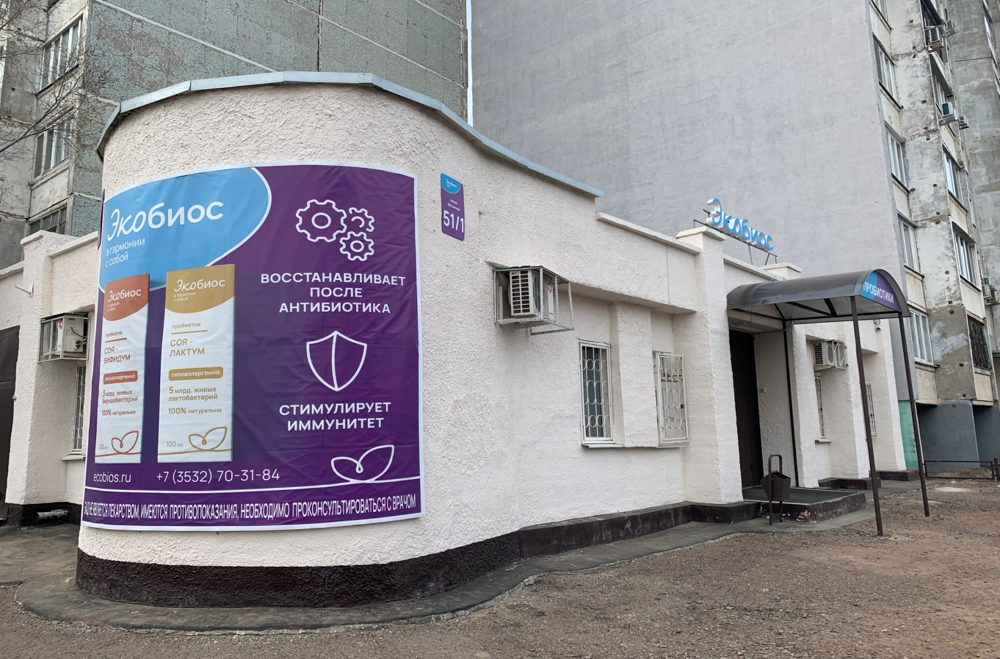 Экобиос
в гармонии
с собой
Экобиос
в гармонии
с собой
пробиотик
СОЯ -
БИФИДУМ
гипоаллергенно
5 млрд. живых
бифидобактерий
100% натурально
100 мл
Экобиос
в гармонии
с собой
пробиотик
СОЯ -
ЛАКТУМ
гипоаллергенно
5 млрд. живых
лактобактерий
100% натурально
100 мл
ВОССТАНАВЛИВАЕТ
ПОСЛЕ
АНТИБИОТИКА
СТИМУЛИРУЕТ
ИММУНИТЕТ
ecobios.ru +7 (3532) 70-31-84
БАД НЕ ЯВЛЯЕТСЯ ЛЕКАРСТВОМ, ИМЕЮТСЯ ПРОТИВОПОКАЗАНИЯ, НЕОБХОДИМО ПРОКОНСУЛЬТИРОВАТЬСЯ С ВРАЧОМ
Экобиос
улица
51/1
Экобиос
ПРОБИОТИКИ